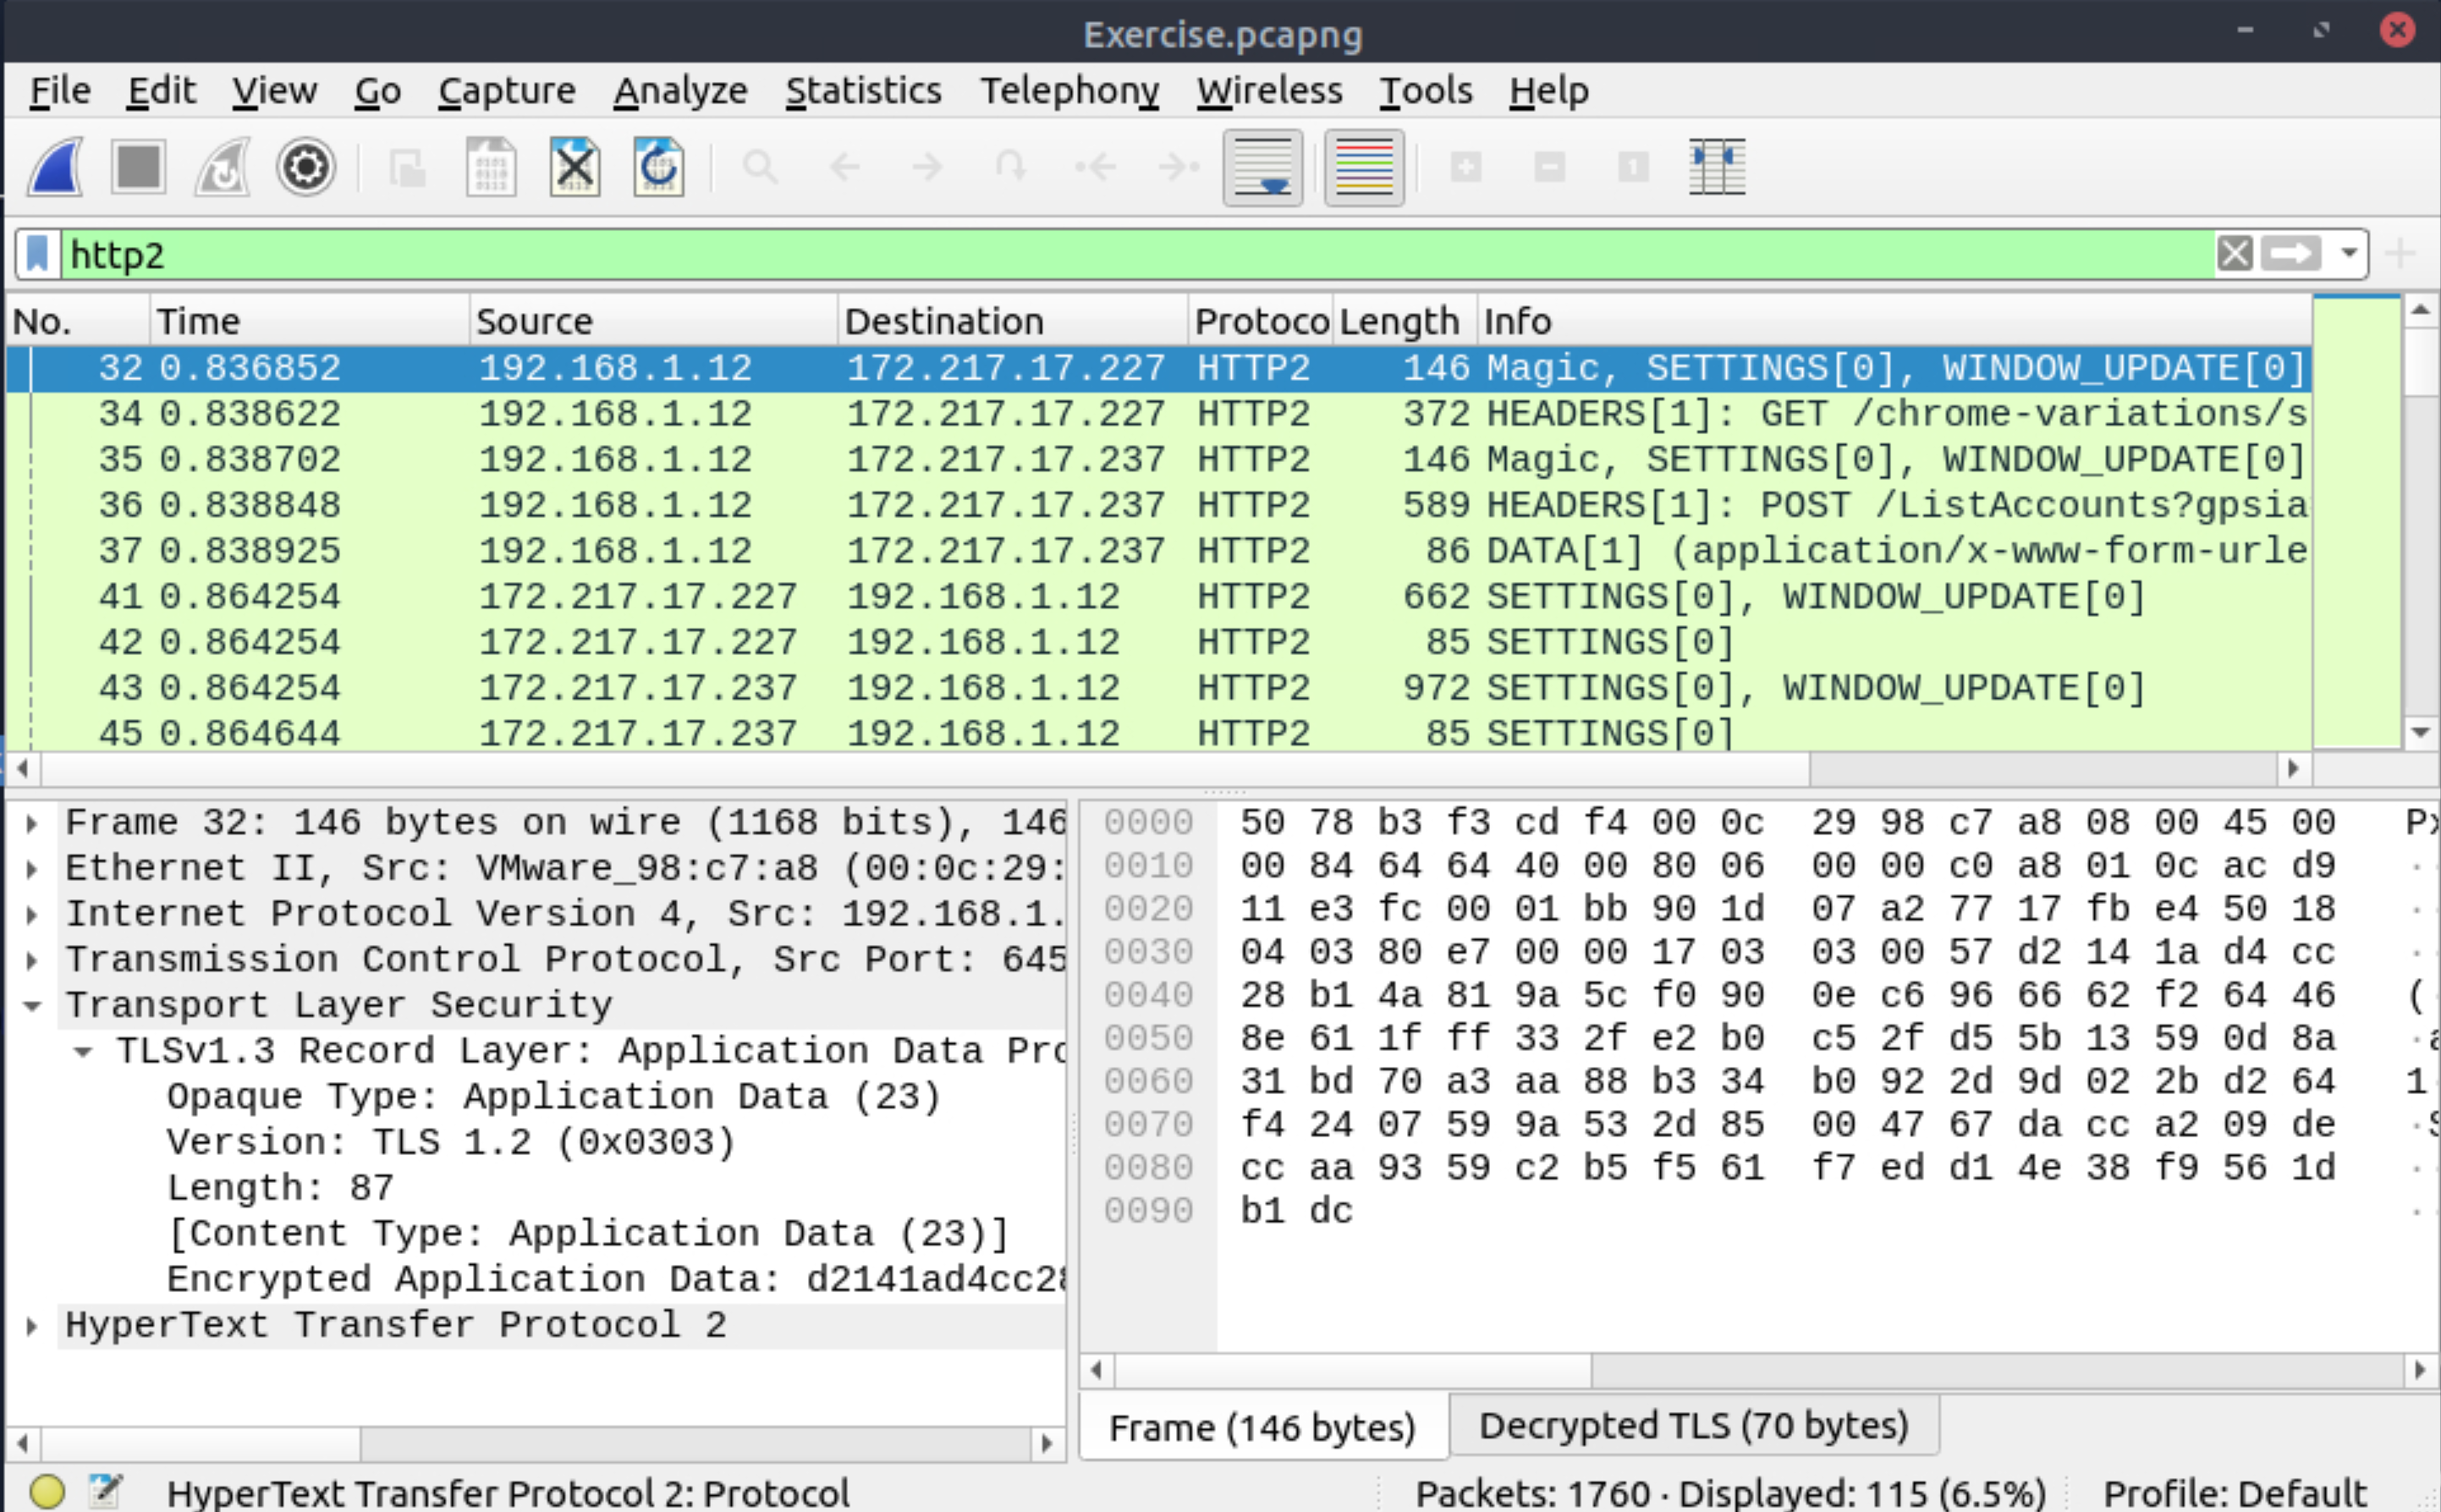 Exercise.pcapng
File Edit View Go Capture Analyze Statistics Telephony Wireless Tools Help
http2
No. Time Source Destination Protoco Length Info
32 0.836852 192.168.1.12 172.217.17.227 HTTP2 146 Magic, SETTINGS[0], WINDOW_UPDATE[0]
34 0.838622 192.168.1.12 172.217.17.227 HTTP2 372 HEADERS[1]: GET /chrome-variations/s
35 0.838702 192.168.1.12 172.217.17.237 HTTP2 146 Magic, SETTINGS[0], WINDOW_UPDATE[0]
36 0.838848 192.168.1.12 172.217.17.237 HTTP2 589 HEADERS[1]: POST /ListAccounts?gpsia
37 0.838925 192.168.1.12 172.217.17.237 HTTP2 86 DATA[1] (application/x-www-form-urle
41 0.864254 172.217.17.227 192.168.1.12 HTTP2 662 SETTINGS[0], WINDOW_UPDATE[0]
42 0.864254 172.217.17.227 192.168.1.12 HTTP2 85 SETTINGS[0]
43 0.864254 172.217.17.237 192.168.1.12 HTTP2 972 SETTINGS[0], WINDOW_UPDATE[0]
45 0.864644 172.217.17.237 192.168.1.12 HTTP2 85 SETTINGS[0]
Frame 32: 146 bytes on wire (1168 bits), 146
Ethernet II, Src: VMware_98:c7:a8 (00:0c:29:
Internet Protocol Version 4, Src: 192.168.1.
Transmission Control Protocol, Src Port: 645
Transport Layer Security
TLSv1.3 Record Layer: Application Data Pro
Opaque Type: Application Data (23)
Version: TLS 1.2 (0x0303)
Length: 87
[Content Type: Application Data (23)]
Encrypted Application Data: d2141ad4cc28
HyperText Transfer Protocol 2
0000 50 78 b3 f3 cd f4 00 0c 29 98 c7 a8 08 00 45 00 Px
0010 00 84 64 64 40 00 80 06 00 00 c0 a8 01 0c ac d9 ·
0020 11 e3 fc 00 01 bb 90 1d 07 a2 77 17 fb e4 50 18 ·
0030 04 03 80 e7 00 00 17 03 03 00 57 d2 14 1a d4 cc ·
0040 28 b1 4a 81 9a 5c f0 90 0e c6 96 66 62 f2 64 46 (
0050 8e 61 1f ff 33 2f e2 b0 c5 2f d5 5b 13 59 0d 8a ·a
0060 31 bd 70 a3 aa 88 b3 34 b0 92 2d 9d 02 2b d2 64 1
0070 f4 24 07 59 9a 53 2d 85 00 47 67 da cc a2 09 de ·$
0080 cc aa 93 59 c2 b5 f5 61 f7 ed d1 4e 38 f9 56 1d ·
0090 b1 dc ·
Frame (146 bytes) Decrypted TLS (70 bytes)
HyperText Transfer Protocol 2: Protocol Packets: 1760 · Displayed: 115 (6.5%) Profile: Default